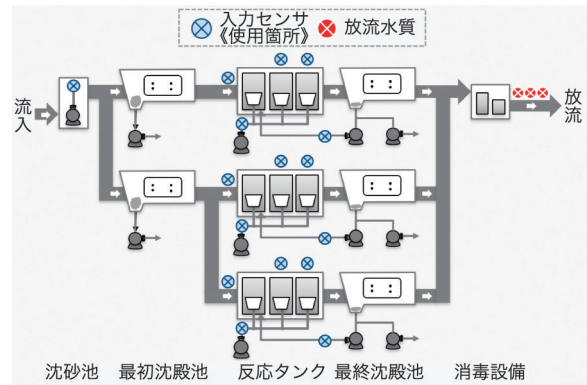 入力センサ
《使用箇所》
放流水質
流入
放流
沈砂池
最初沈殿池
反応タンク
最終沈殿池
消毒設備